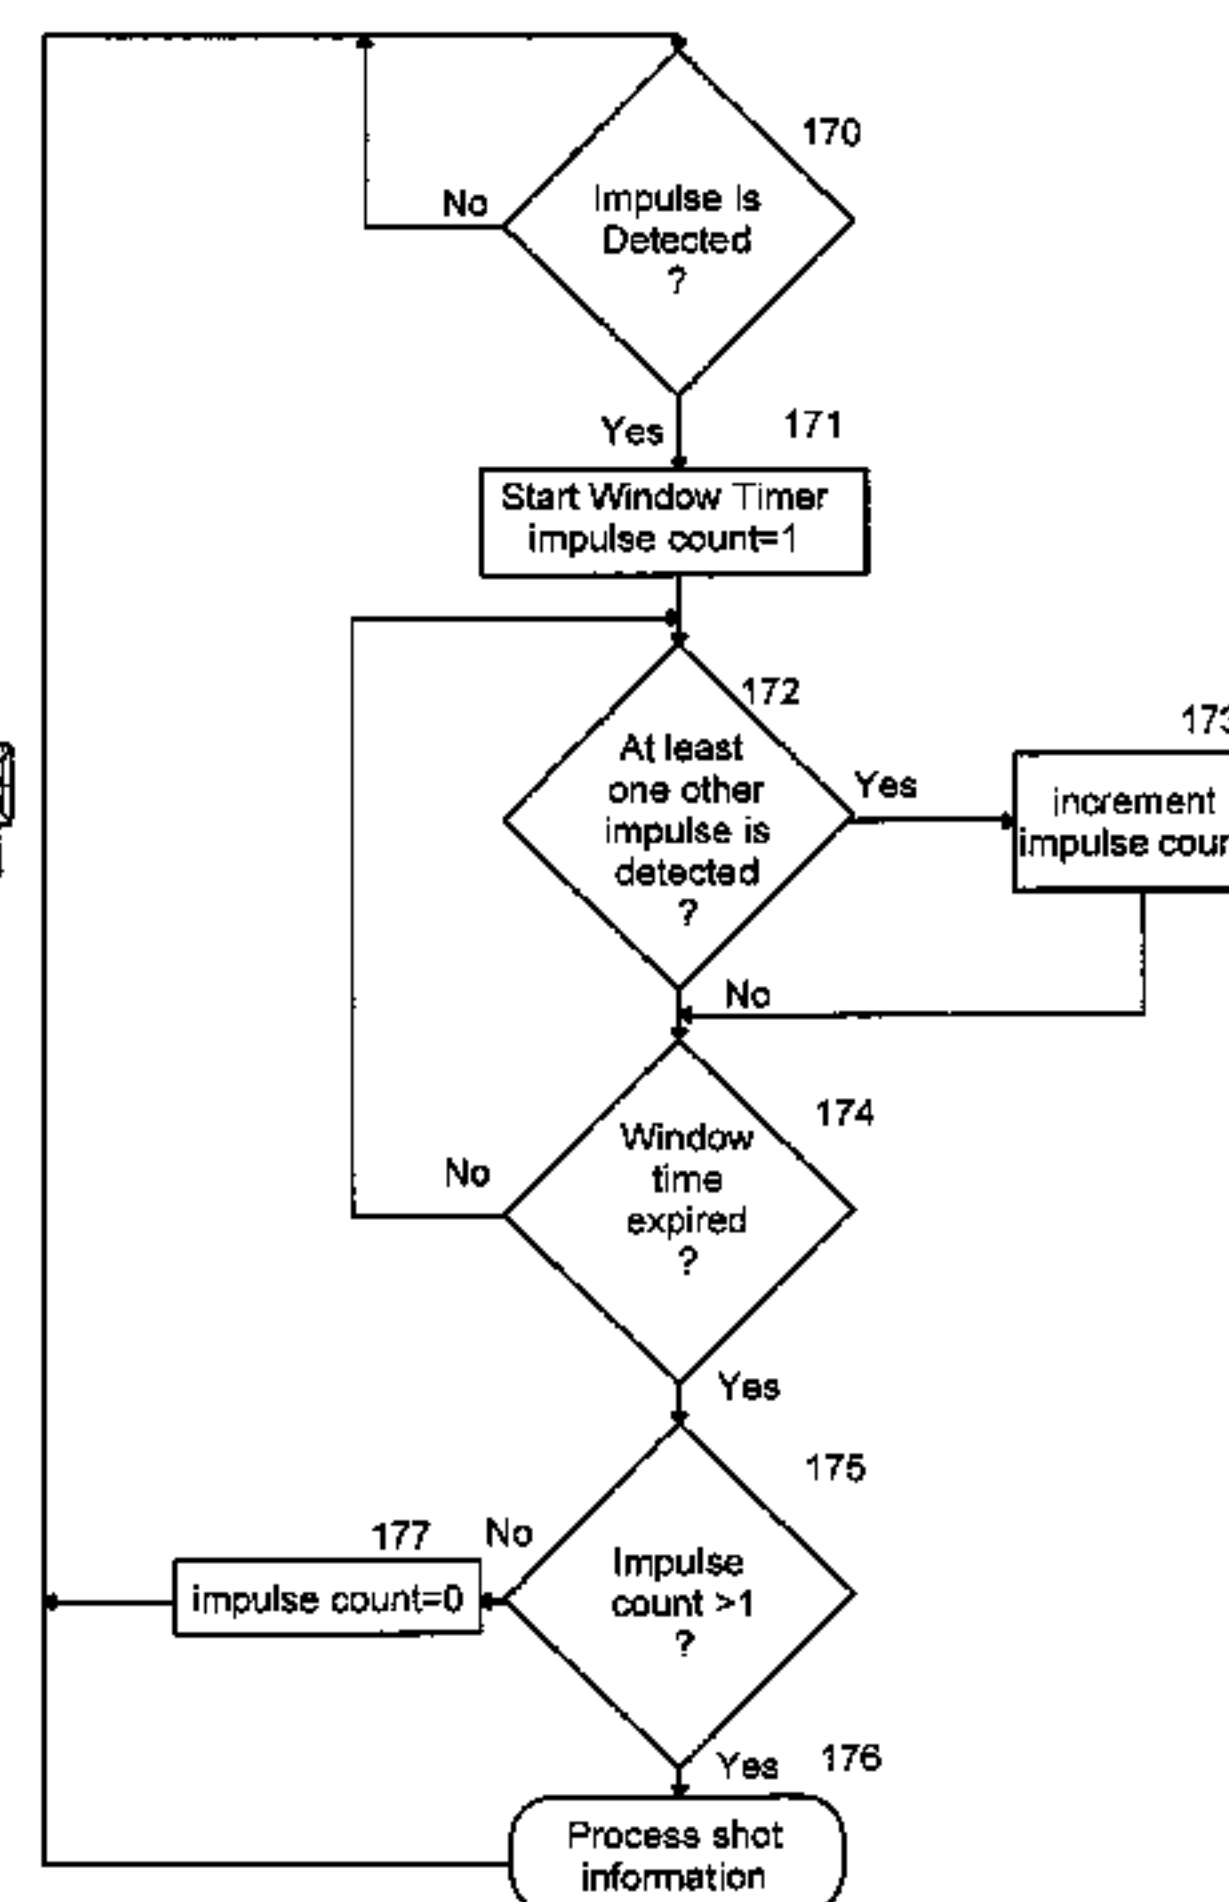 170
No
Impulse Is
Detected
?
Yes
171
Start Window Timer
impulse count=1
172
At least
one other
impulse is
detected
?
Yes
increment
impulse
No
174
Window
time
expired
?
No
Yes
175
177
No
Impulse
count >1
?
impulse count=0
Yes
176
Process shot
information